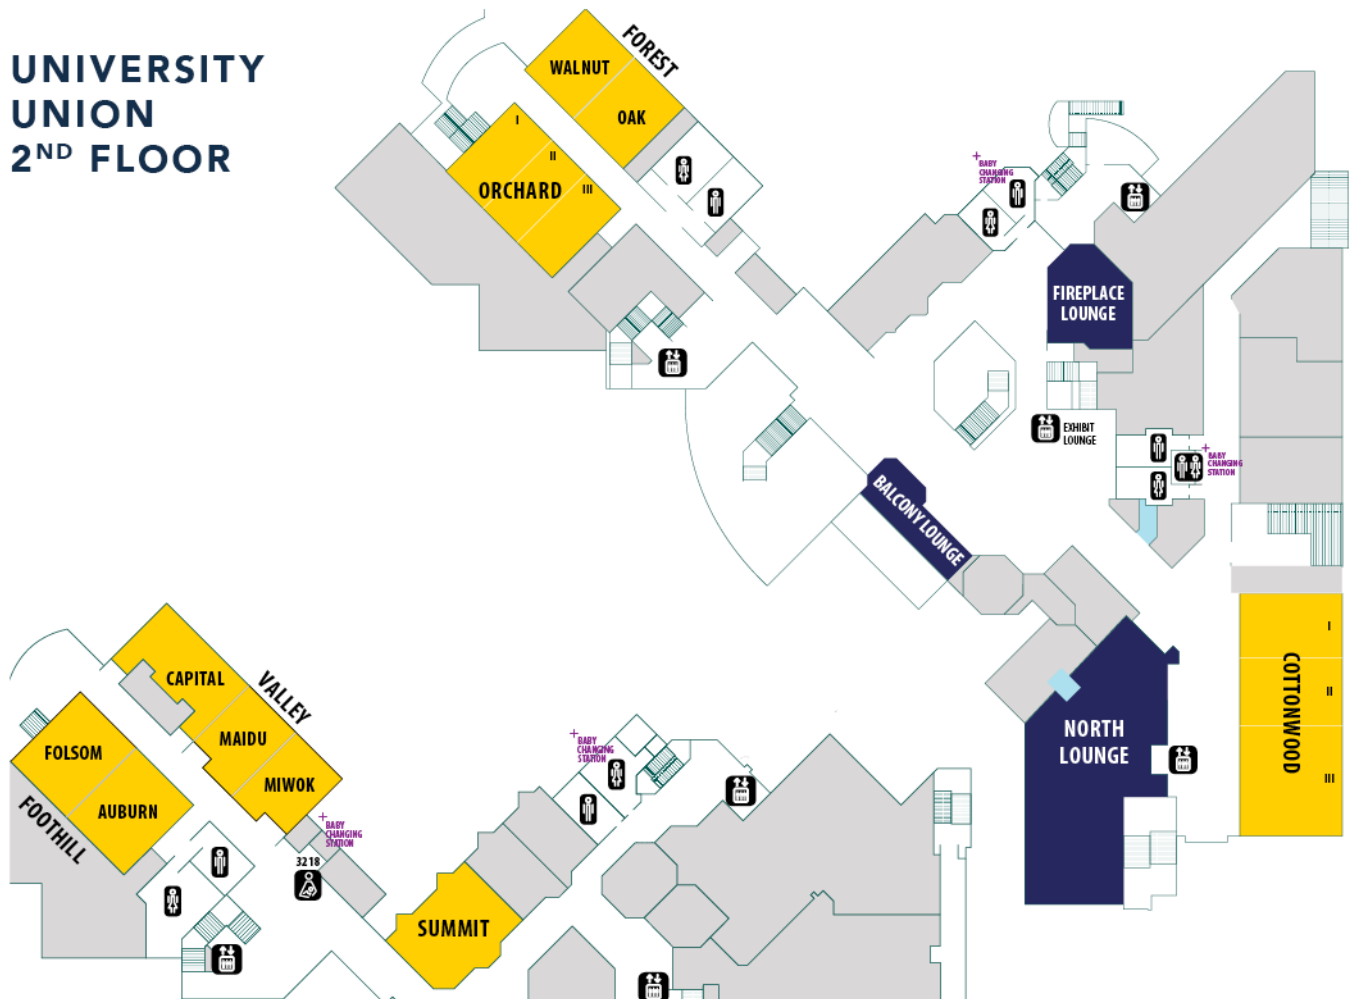 UNIVERSITY
UNION
2ND FLOOR
FOREST
WALNUT
OAK
I
II
III
ORCHARD
BABY
CHANGING
STATION
FIREPLACE
LOUNGE
EXHIBIT
LOUNGE
BABY
CHANGING
STATION
BALCONY LOUNGE
CAPITAL
VALLEY
MAIDU
MIWOK
FOLSOM
AUBURN
FOOTHILL
BABY
CHANGING
STATION
3218
BABY
CHANGING
STATION
SUMMIT
NORTH
LOUNGE
I
II
III
COTTONWOOD